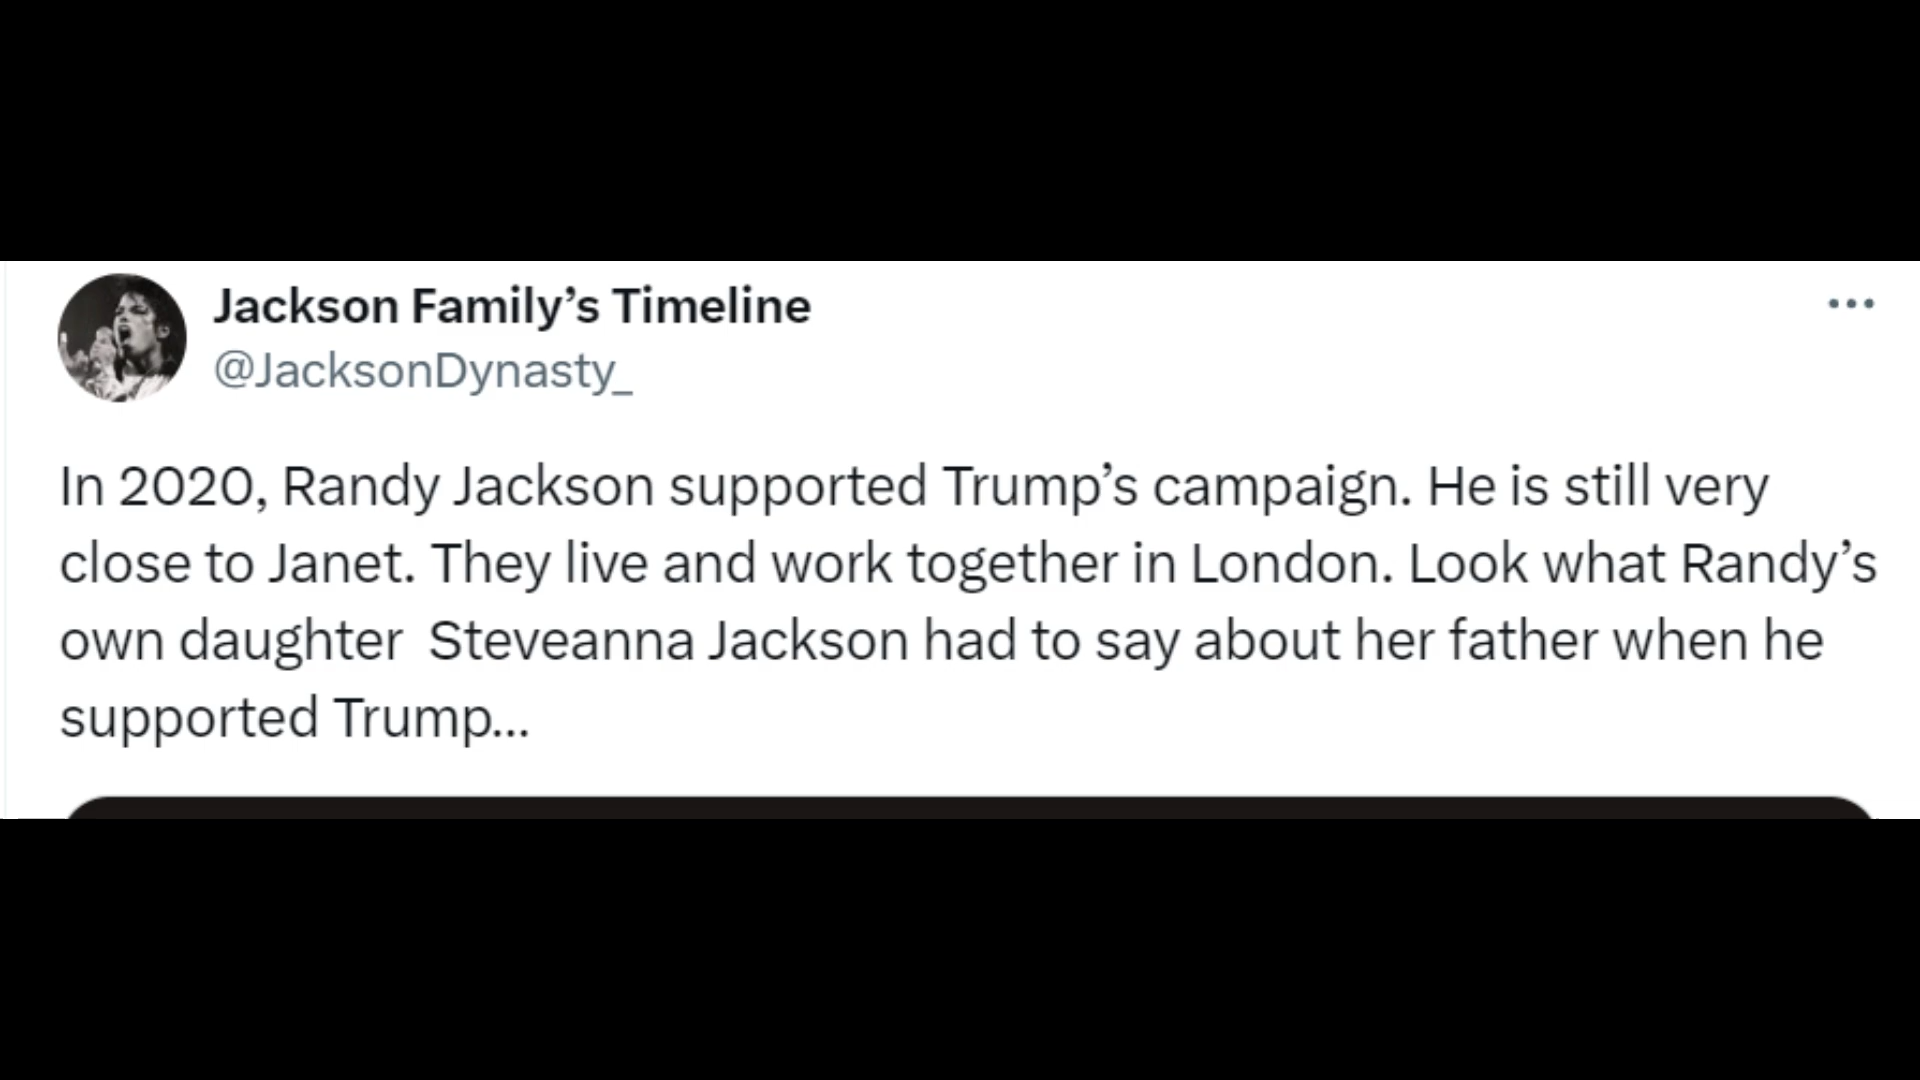 Jackson Family’s Timeline
@JacksonDynasty_
In 2020, Randy Jackson supported Trump’s campaign. He is still very
close to Janet. They live and work together in London. Look what Randy’s
own daughter  Steveanna Jackson had to say about her father when he
supported Trump...